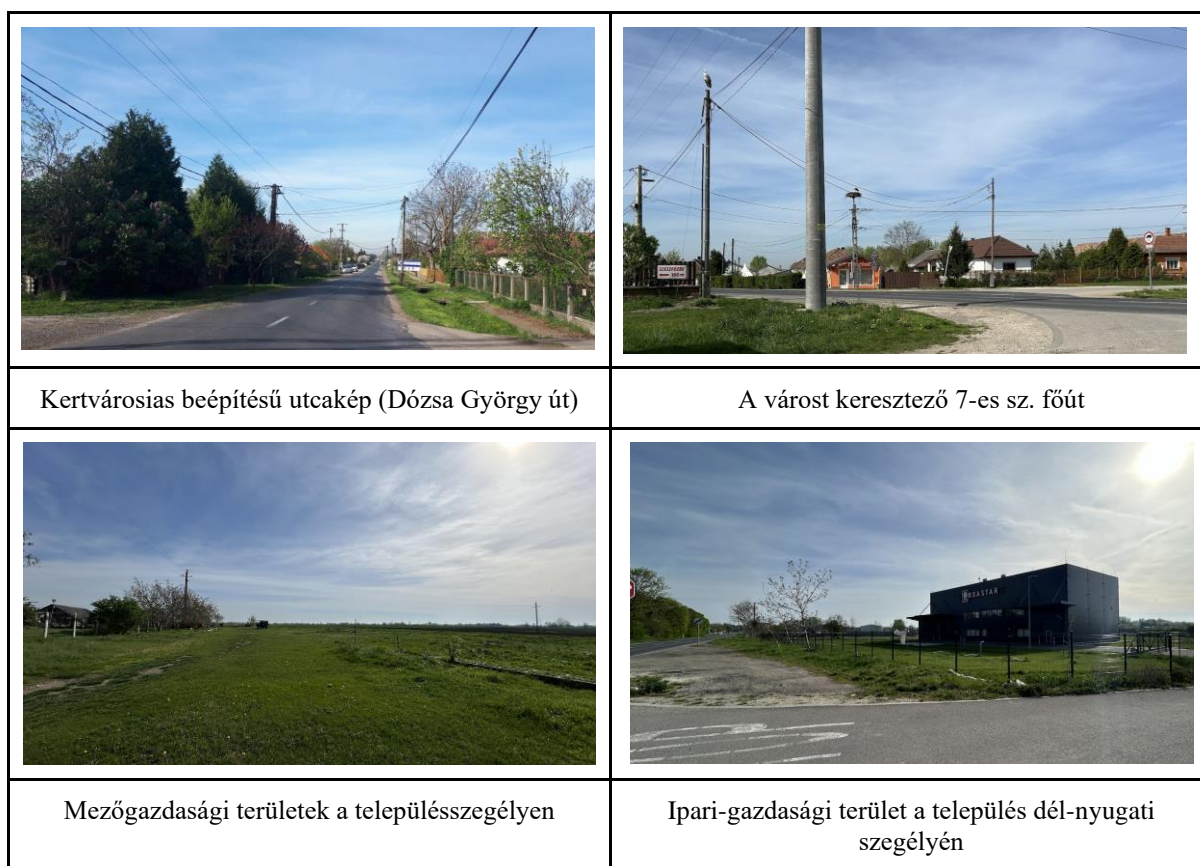 Kertvárosias beépítésű utcakép (Dózsa György út)
A várost keresztező 7-es sz. főút
Mezőgazdasági területek a településszegélyen
Ipari-gazdasági terület a település dél-nyugati
szegélyén